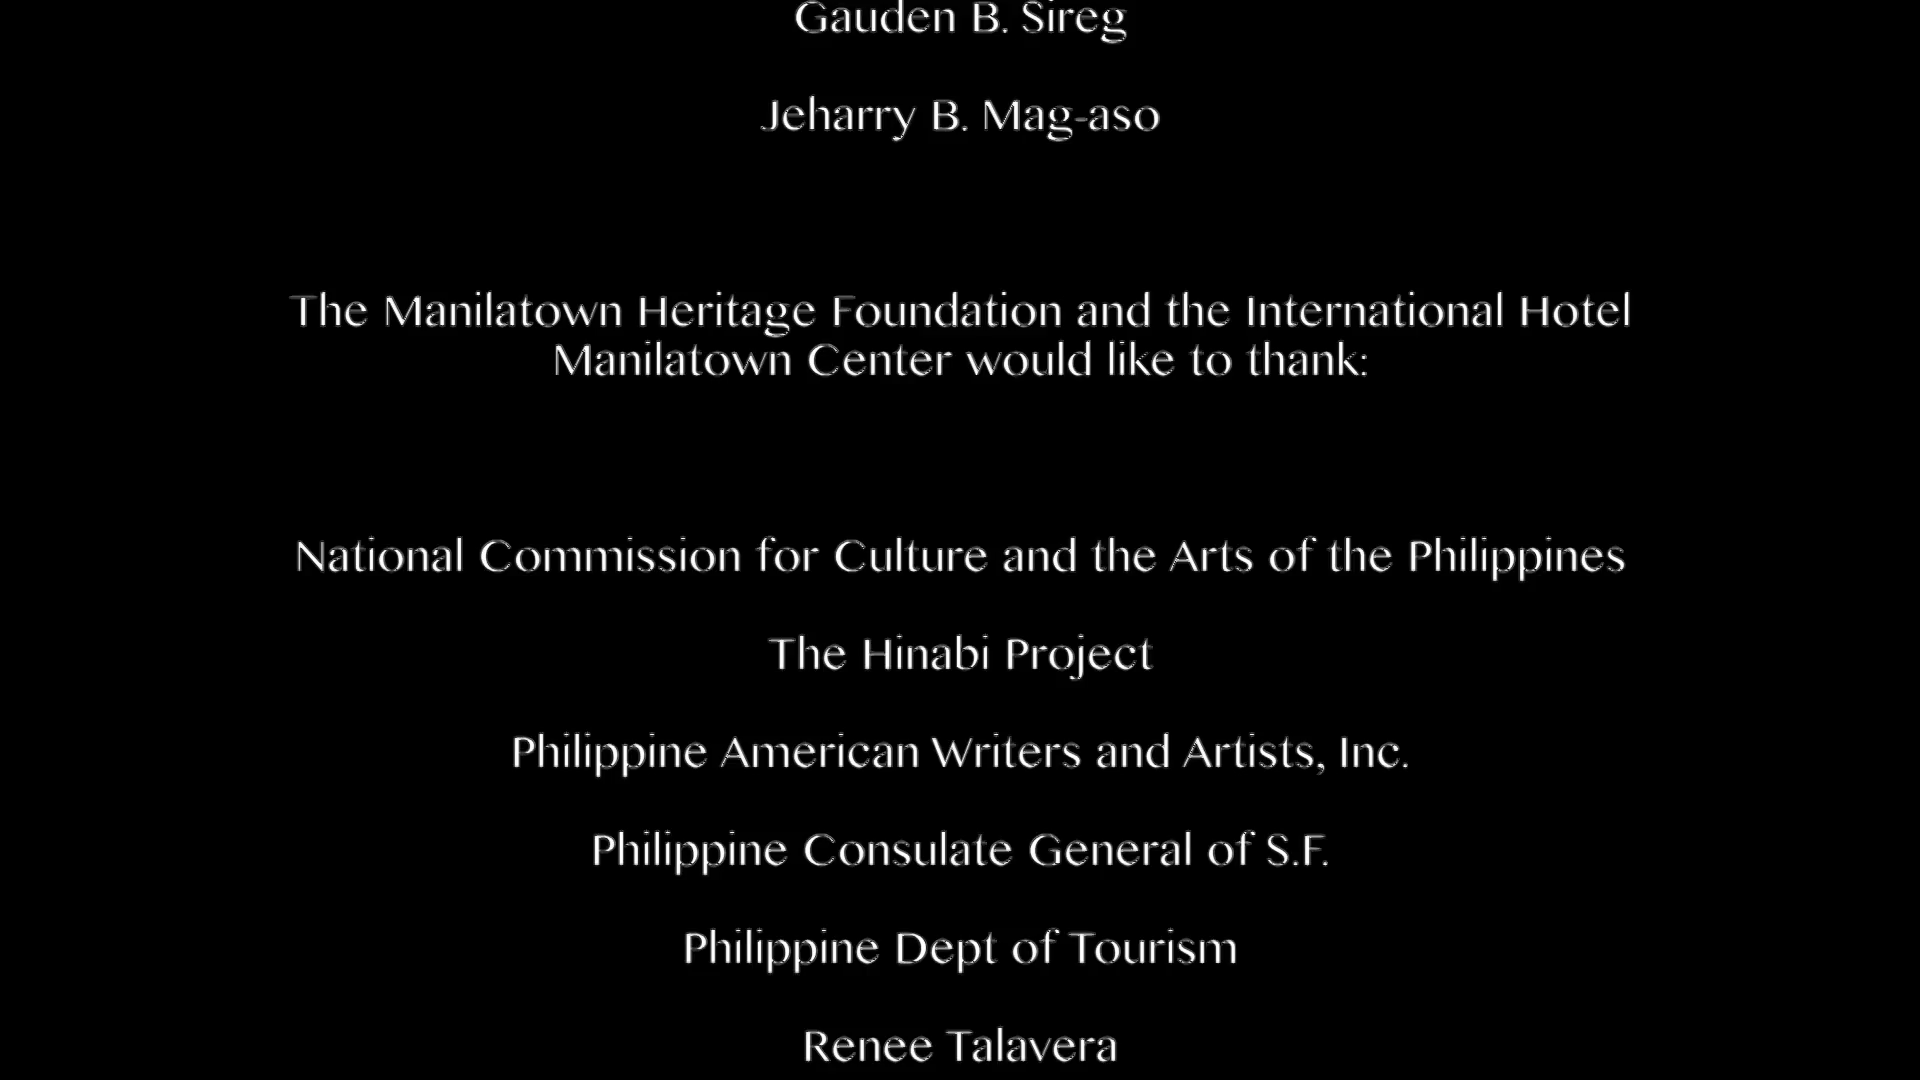 Gauden B. Sireg
Jeharry B. Mag-aso
The Manilatown Heritage Foundation and the International Hotel
Manilatown Center would like to thank:
National Commission for Culture and the Arts of the Philippines
The Hinabi Project
Philippine American Writers and Artists, Inc.
Philippine Consulate General of S.F.
Philippine Dept of Tourism
Renee Talavera